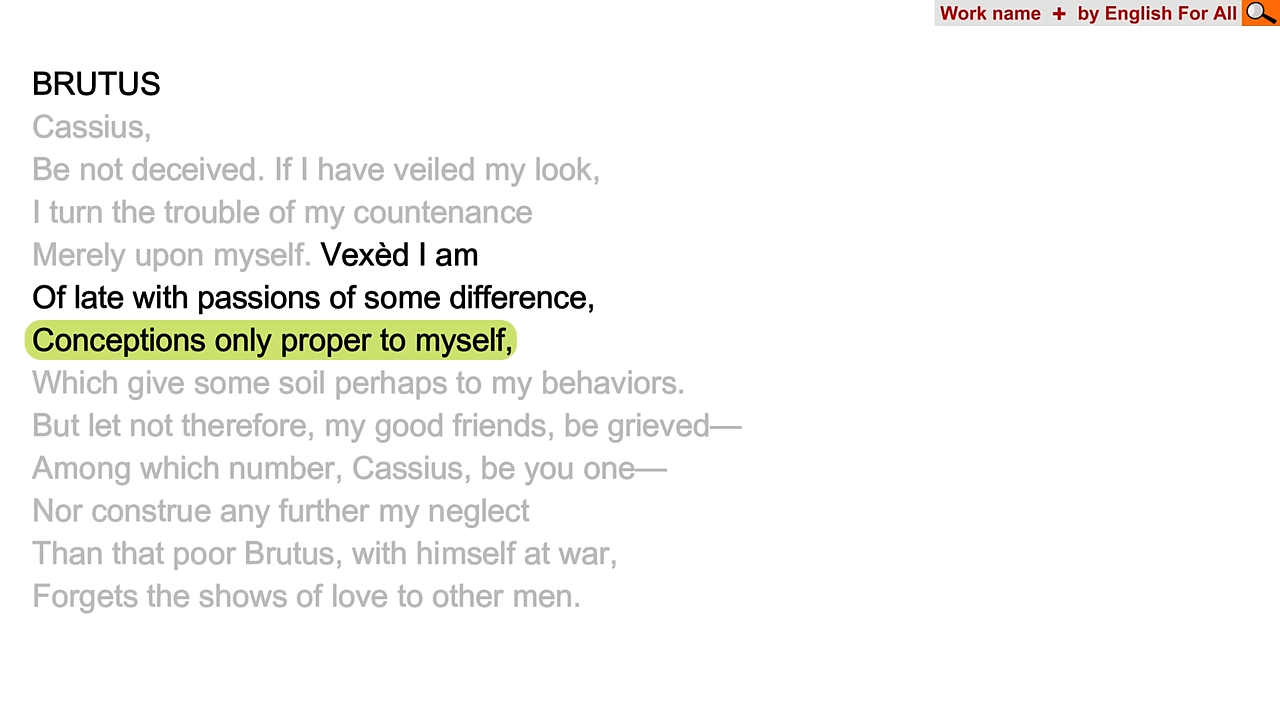 Work name + by English For All
BRUTUS
Cassius,
Be not deceived. If I have veiled my look,
I turn the trouble of my countenance
Merely upon myself. Vexèd I am
Of late with passions of some difference,
Conceptions only proper to myself,
Which give some soil perhaps to my behaviors.
But let not therefore, my good friends, be grieved—
Among which number, Cassius, be you one—
Nor construe any further my neglect
Than that poor Brutus, with himself at war,
Forgets the shows of love to other men.